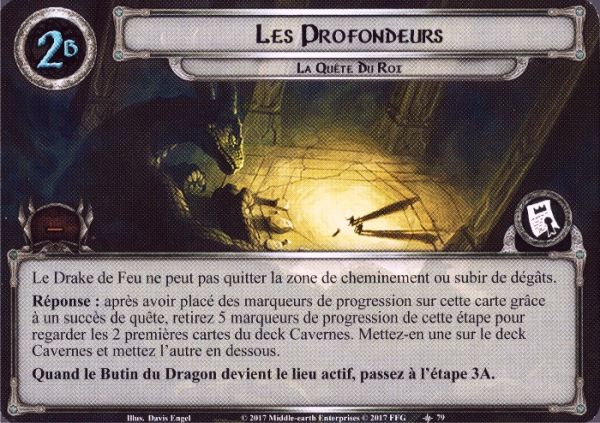 2B
LES PROFONDEURS
LA QUÊTE DU ROI
–
Le Drake de Feu ne peut pas quitter la zone de cheminement ou subir de dégâts.
Réponse : après avoir placé des marqueurs de progression sur cette carte grâce
à un succès de quête, retirez 5 marqueurs de progression de cette étape pour
regarder les 2 premières cartes du deck Cavernes. Mettez-en une sur le deck
Cavernes et mettez l'autre en dessous.
Quand le Butin du Dragon devient le lieu actif, passez à l'étape 3A.
Illus. Davis Engel © 2017 Middle-earth Enterprises © 2017 FFG 79